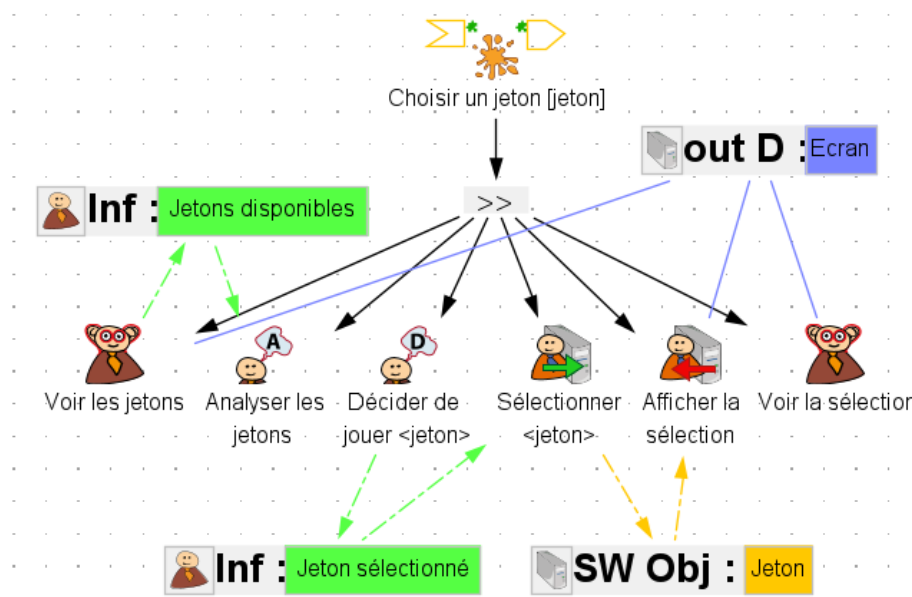 Choisir un jeton [jeton]
out D : Ecran
Inf : Jetons disponibles
>>
A
D
Voir les jetons
Analyser les
jetons
Décider de
jouer <jeton>
Sélectionner
<jeton>
Afficher la
sélection
Voir la sélection
Inf : Jeton sélectionné
SW Obj : Jeton